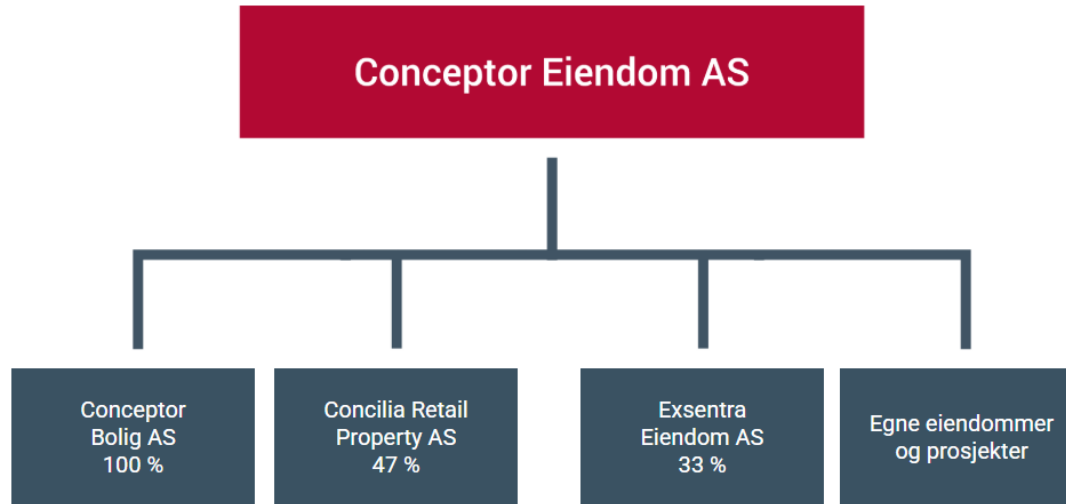 Conceptor Eiendom AS
Conceptor
Bolig AS
100 %
Concilia Retail
Property AS
47 %
Exsentra
Eiendom AS
33 %
Egne eiendommer
og prosjekter